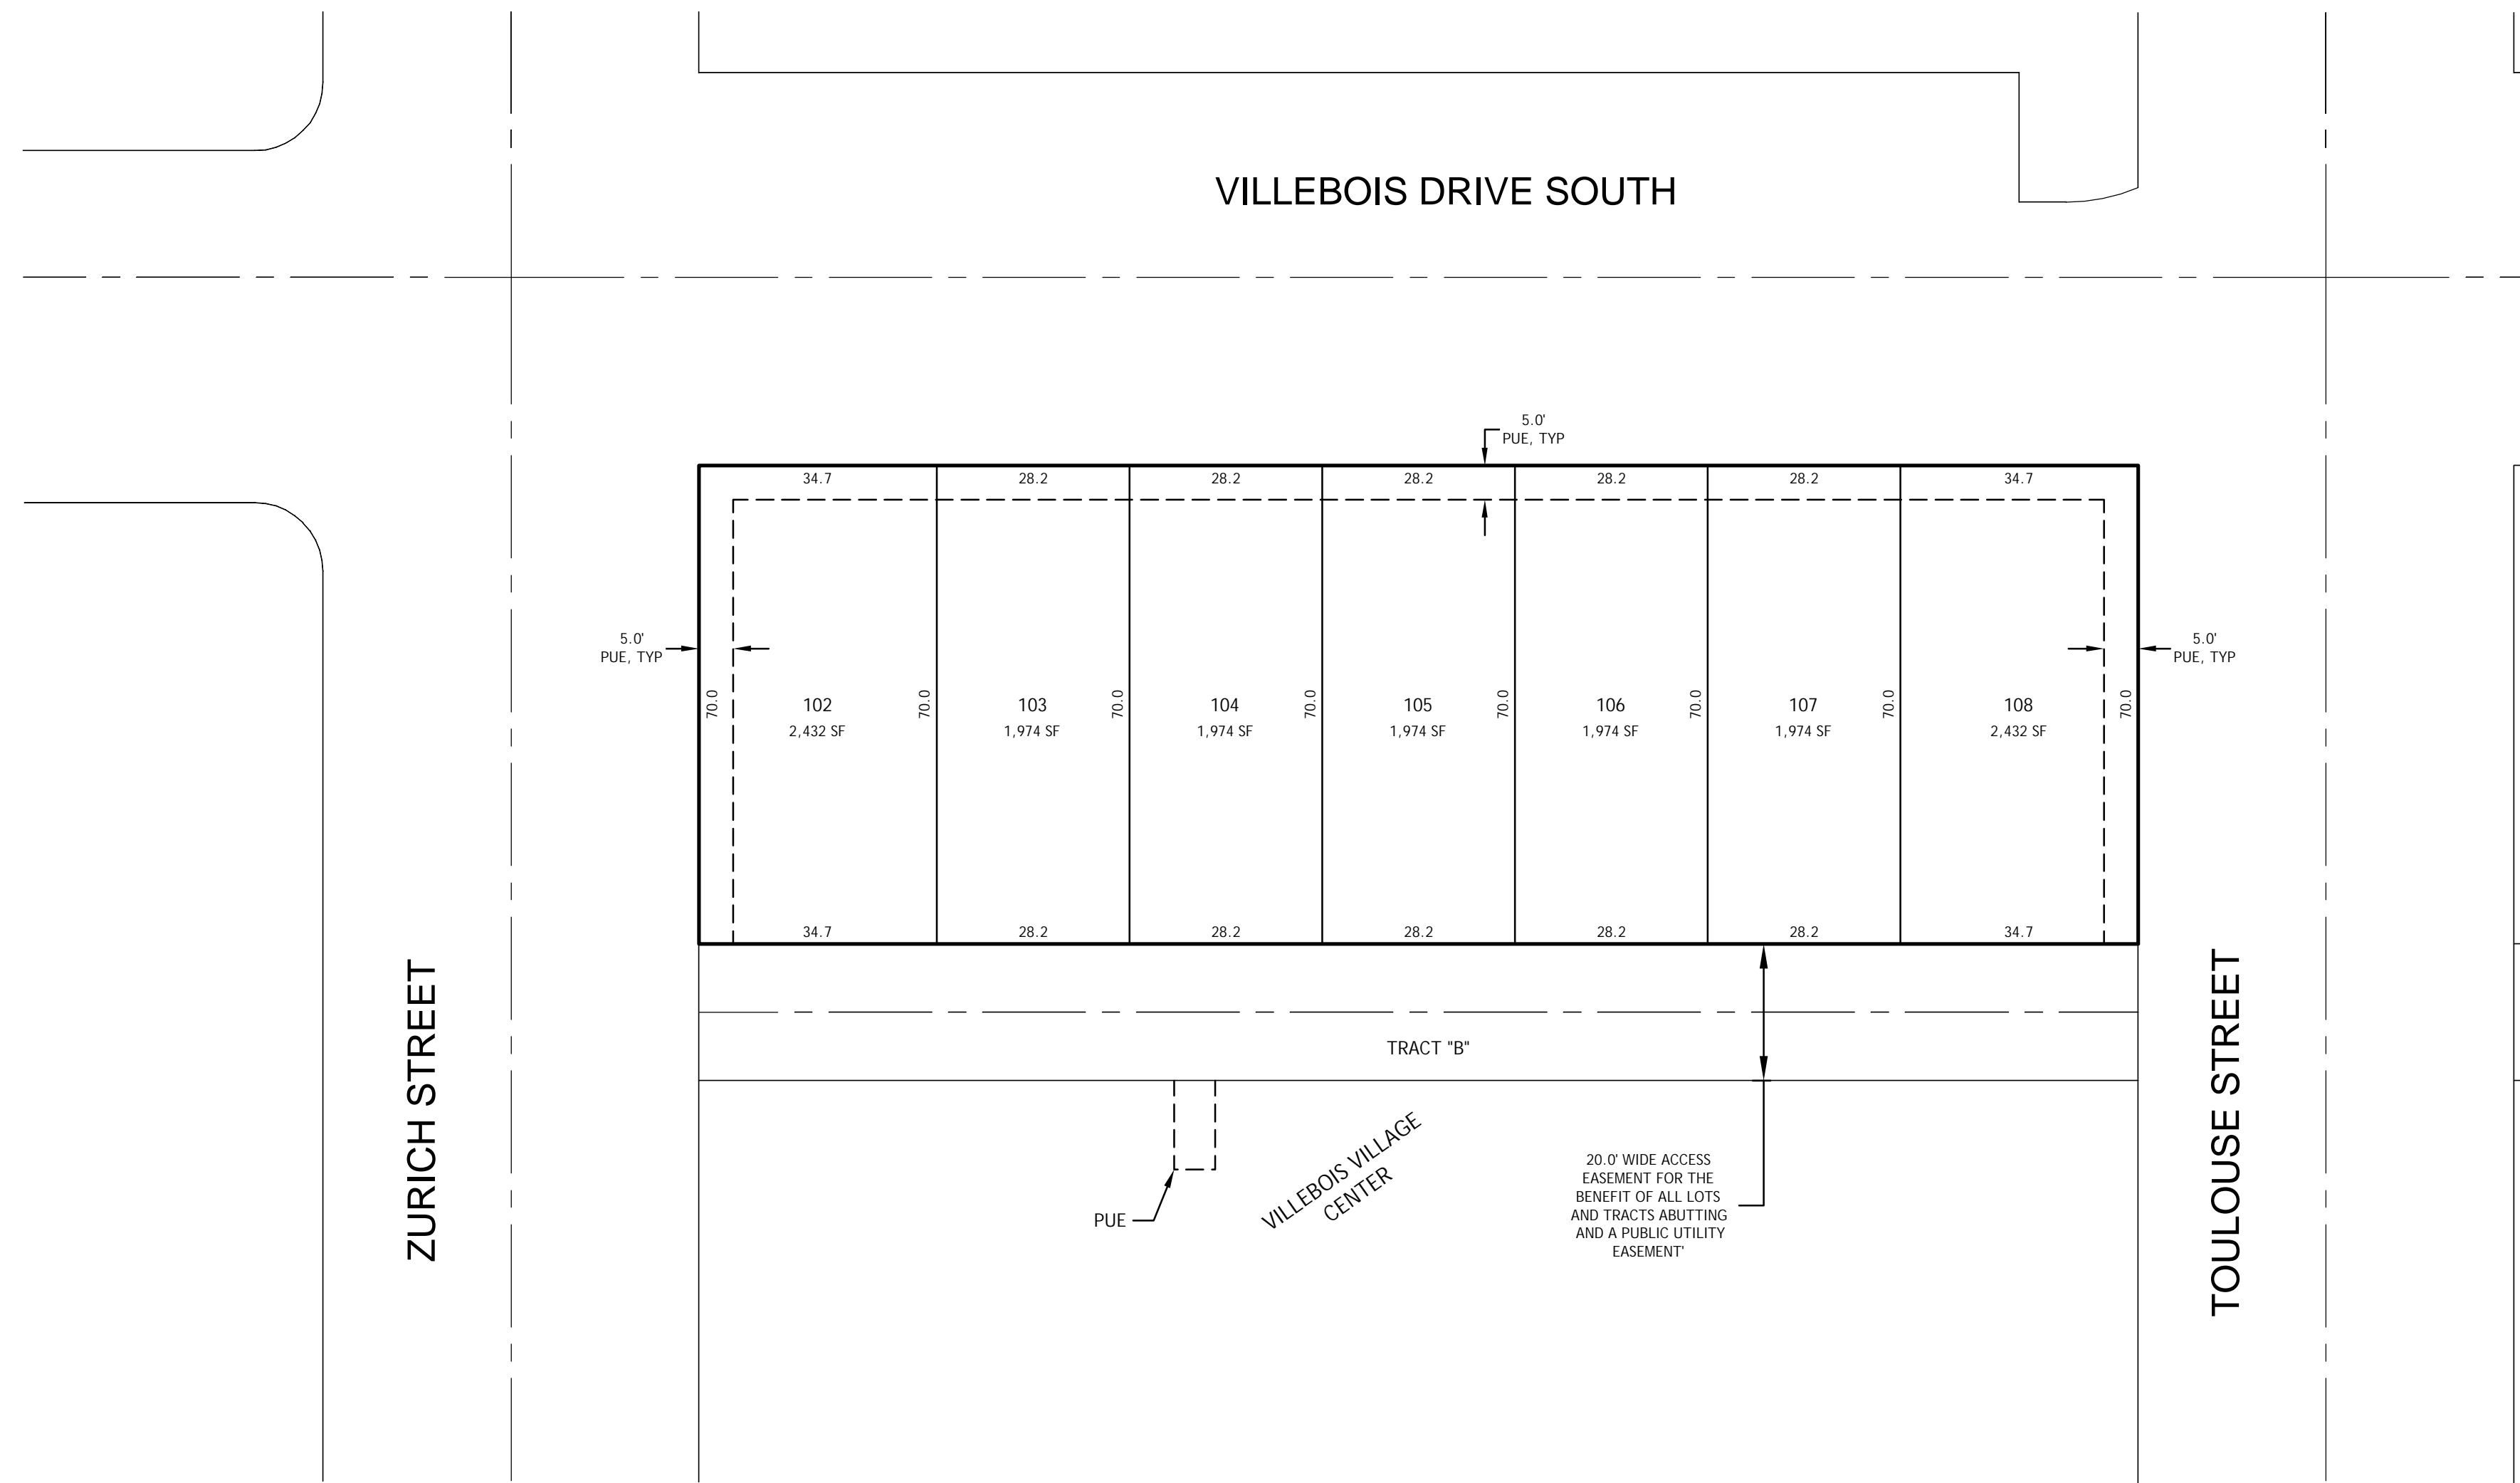 VILLEBOIS DRIVE SOUTH
5.0'
PUE, TYP
34.7
28.2
28.2
28.2
28.2
28.2
34.7
5.0'
PUE, TYP
5.0'
PUE, TYP
70.0
102
2,432 SF
70.0
103
1,974 SF
70.0
104
1,974 SF
70.0
105
1,974 SF
70.0
106
1,974 SF
70.0
107
1,974 SF
70.0
108
2,432 SF
70.0
34.7
28.2
28.2
28.2
28.2
28.2
34.7
ZURICH STREET
TOULOUSE STREET
TRACT "B"
VILLEBOIS VILLAGE
CENTER
PUE
20.0' WIDE ACCESS
EASEMENT FOR THE
BENEFIT OF ALL LOTS
AND TRACTS ABUTTING
AND A PUBLIC UTILITY
EASEMENT'